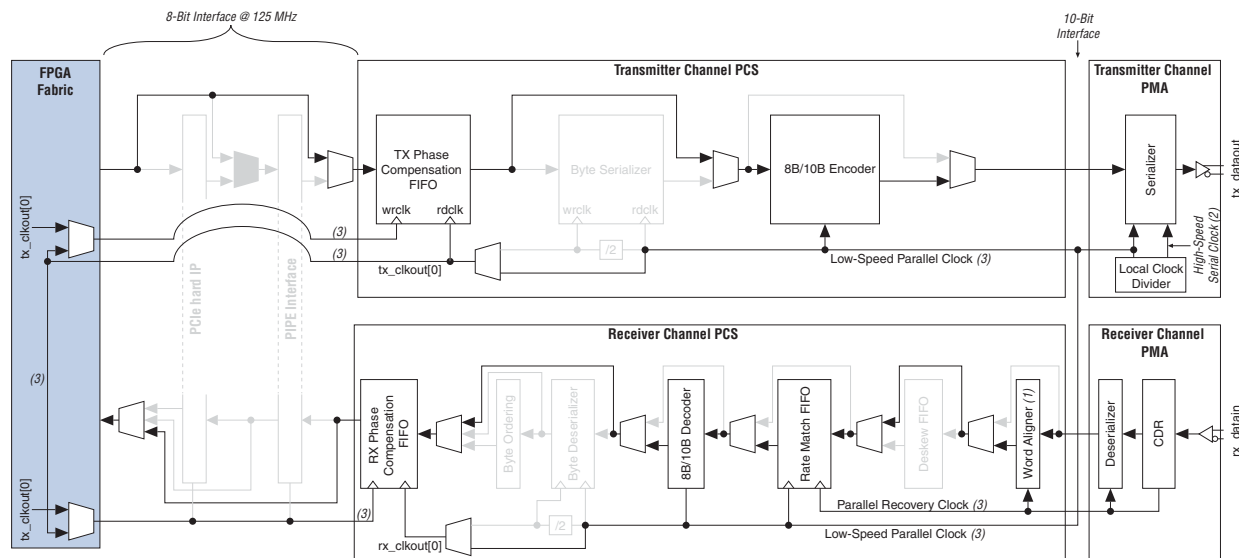 8-Bit Interface @ 125 MHz
10-Bit
Interface
FPGA
Fabric
Transmitter Channel PCS
Transmitter Channel
PMA
TX Phase
Compensation
FIFO
wrclk
rdclk
Byte Serializer
wrclk
rdclk
/2
8B/10B Encoder
Serializer
tx_dataout
High-Speed
Serial Clock (2)
Local Clock
Divider
tx_clkout[0]
(3)
(3)
tx_clkout[0]
Low-Speed Parallel Clock (3)
PCIe hard IP
PIPE Interface
(3)
Receiver Channel PCS
Receiver Channel
PMA
RX Phase
Compensation
FIFO
Byte Ordering
Byte Deserializer
8B/10B Decoder
Rate Match FIFO
Deskew FIFO
Word Aligner (1)
Deserializer
CDR
rx_datain
tx_clkout[0]
(3)
/2
rx_clkout[0]
Parallel Recovery Clock (3)
Low-Speed Parallel Clock (3)